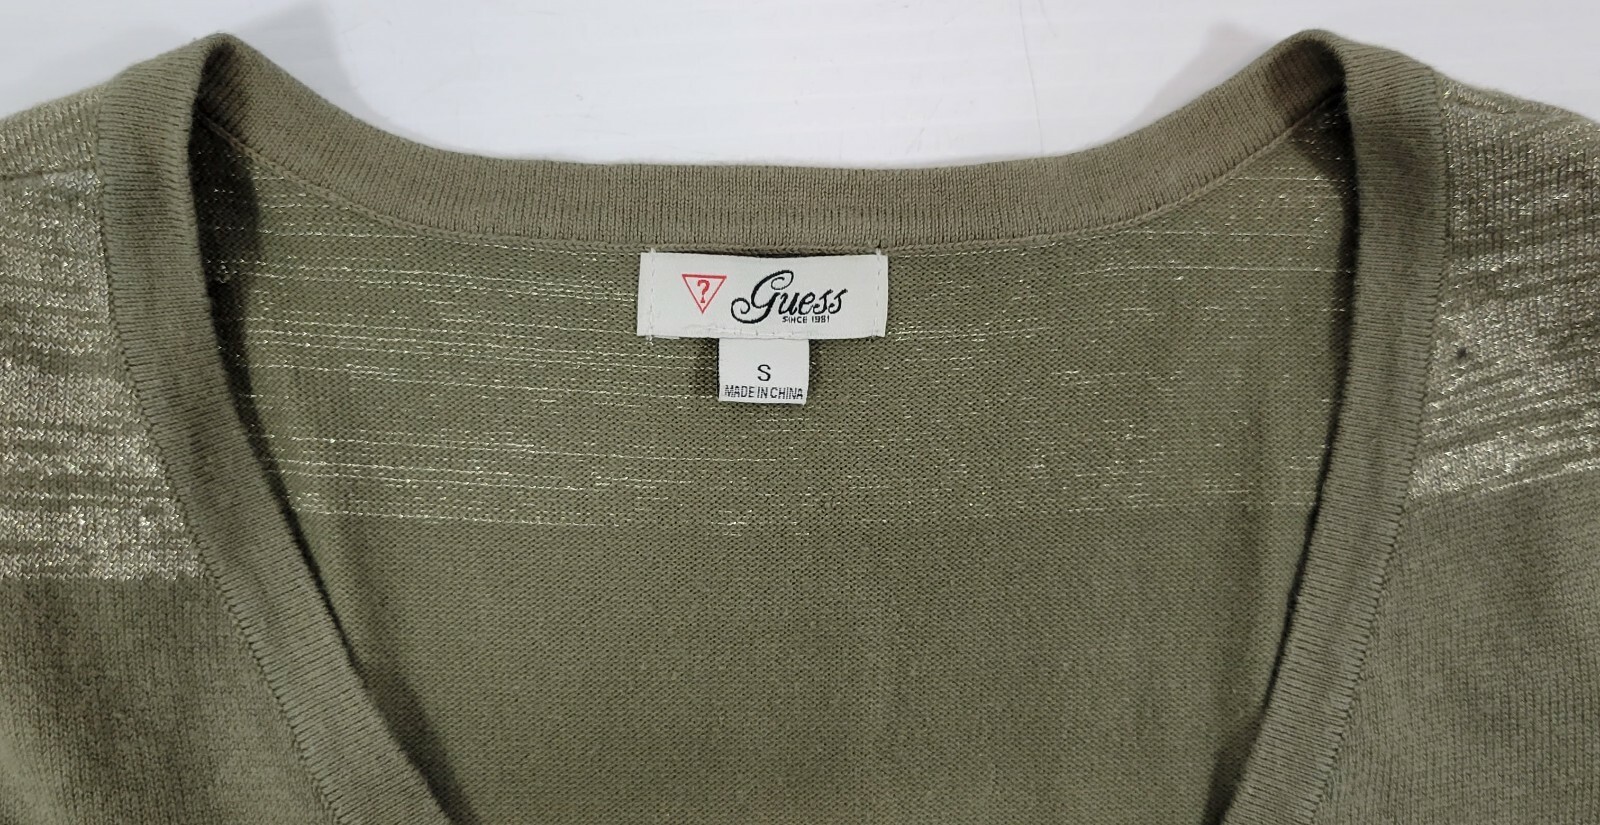 ?
Guess
SINCE 1981
S
MADE IN CHINA